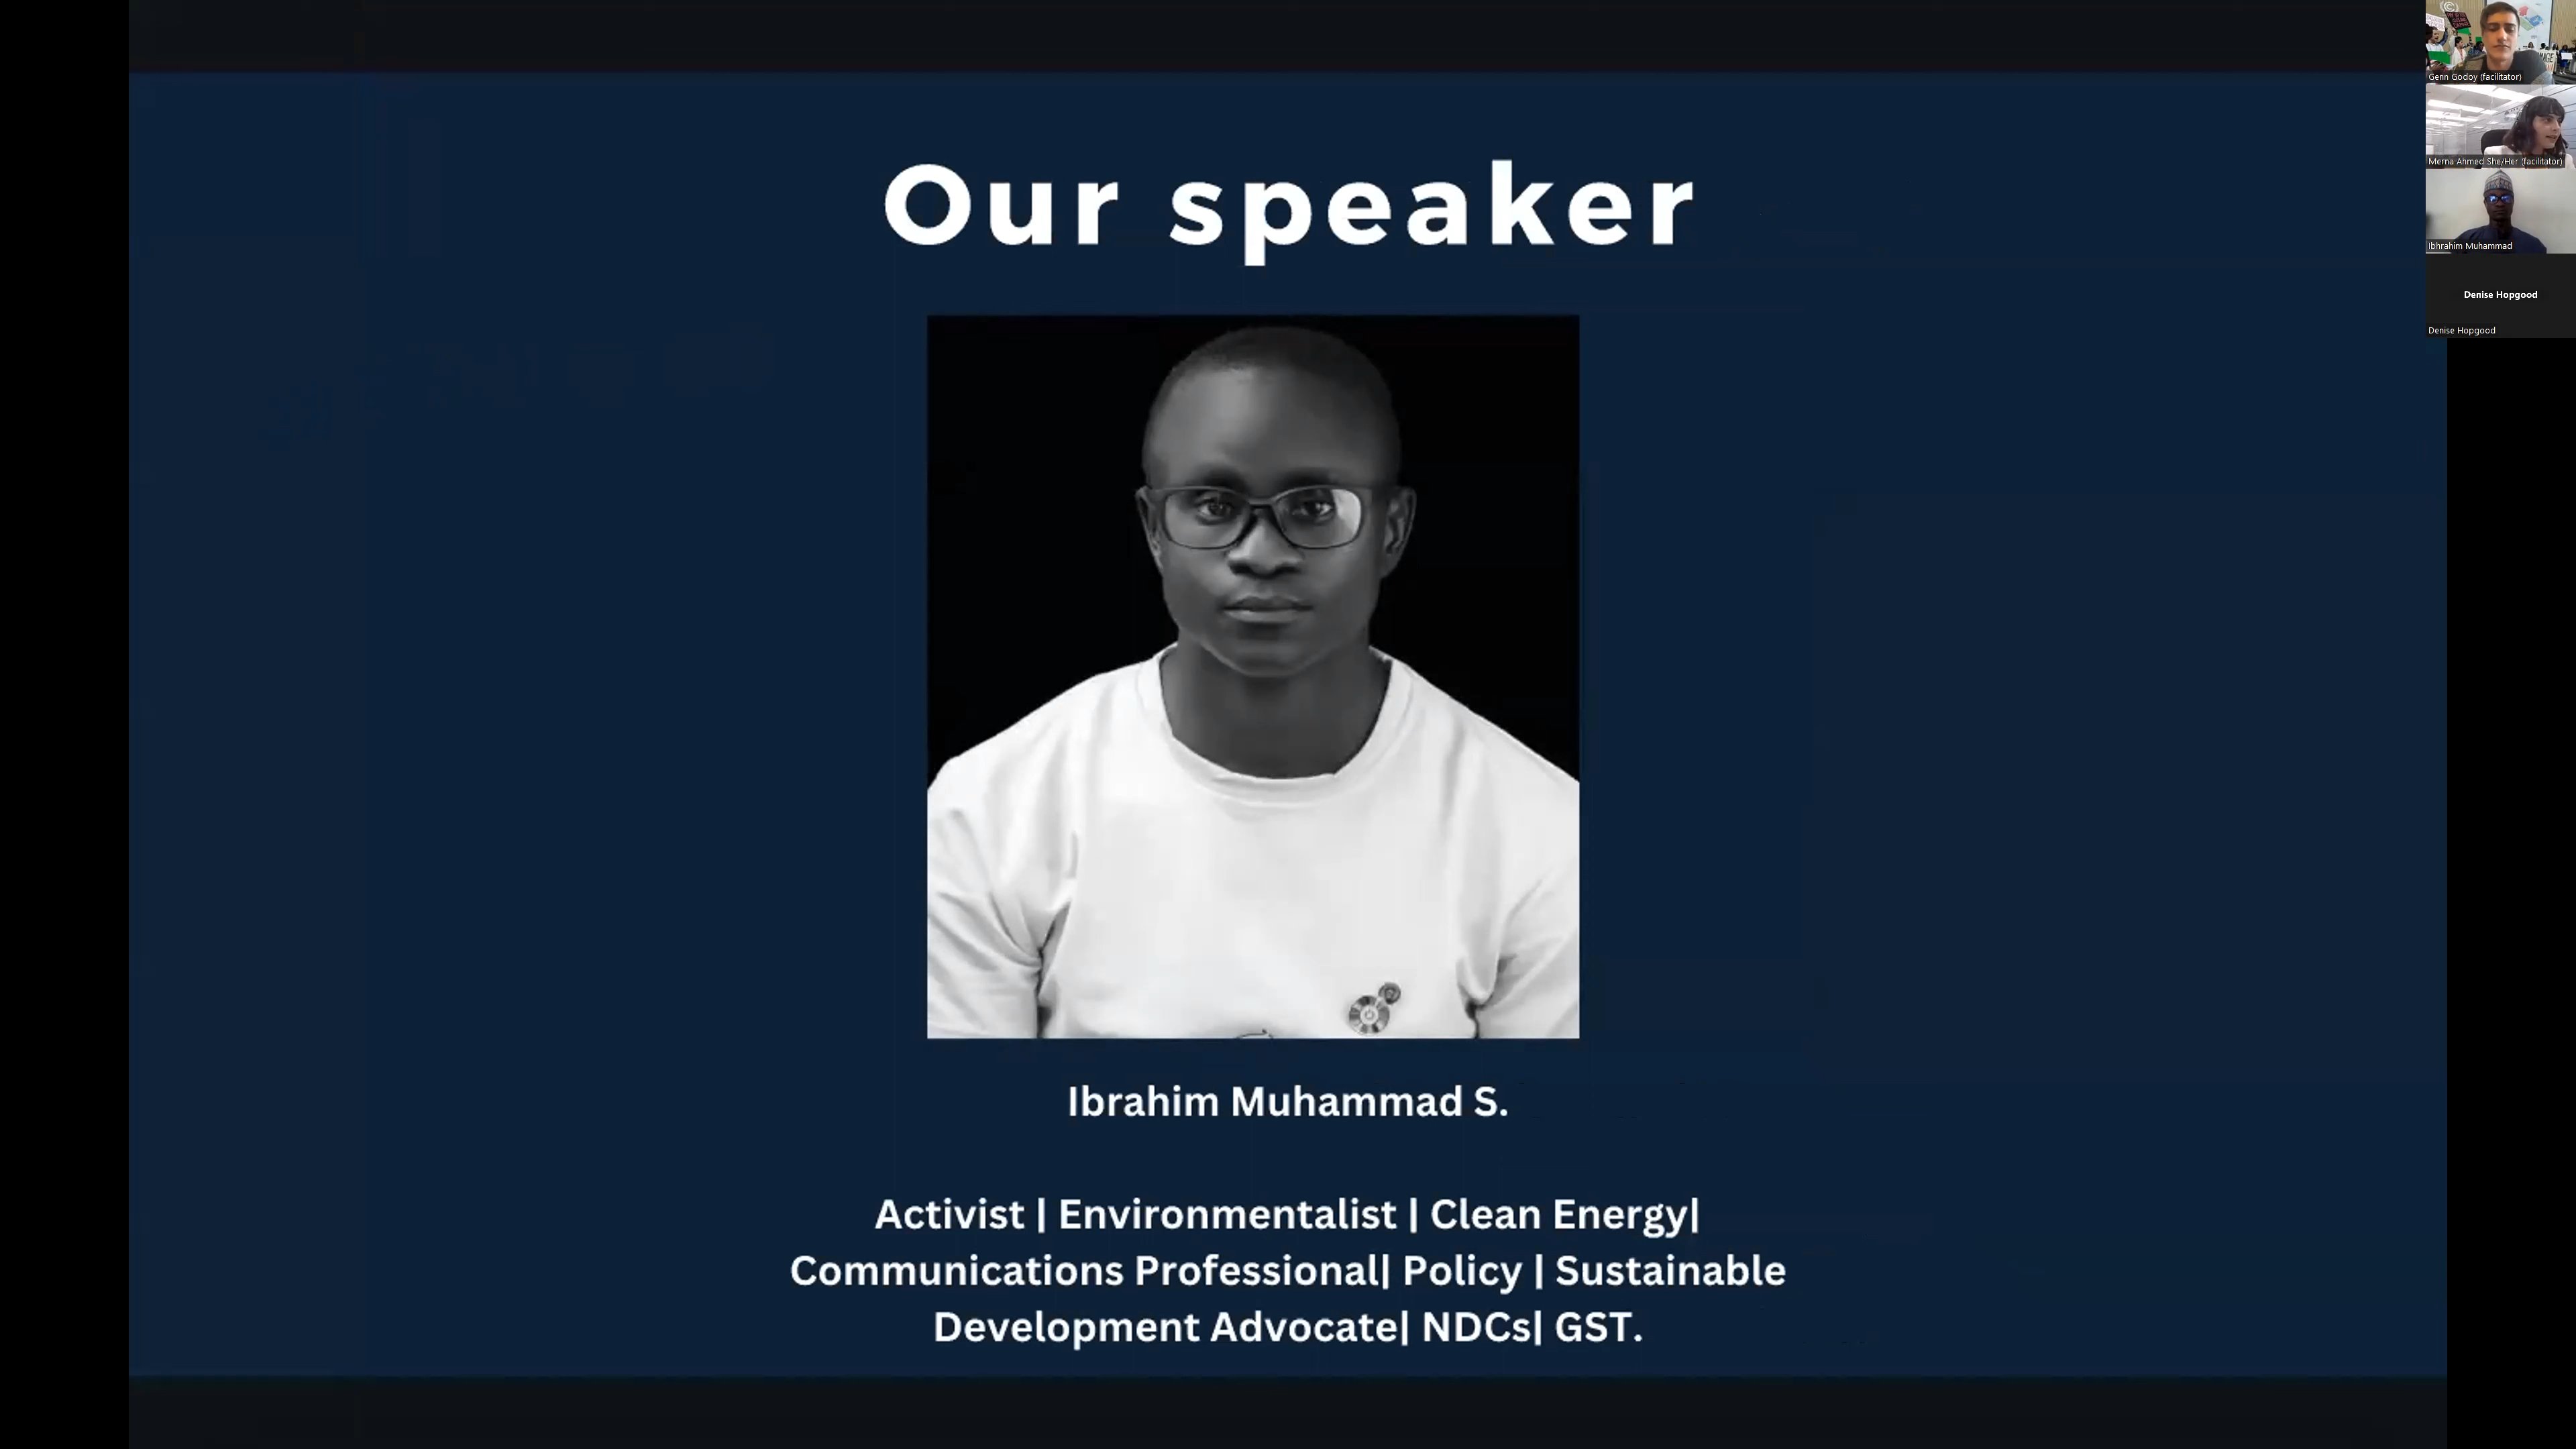 Our speaker
Ibrahim Muhammad S.
Activist | Environmentalist | Clean Energy|
Communications Professional| Policy | Sustainable
Development Advocate| NDCs| GST.
Genn Godoy (facilitator)
Merna Ahmed She/Her (facilitator)
Ibhrahim Muhammad
Denise Hopgood
Denise Hopgood